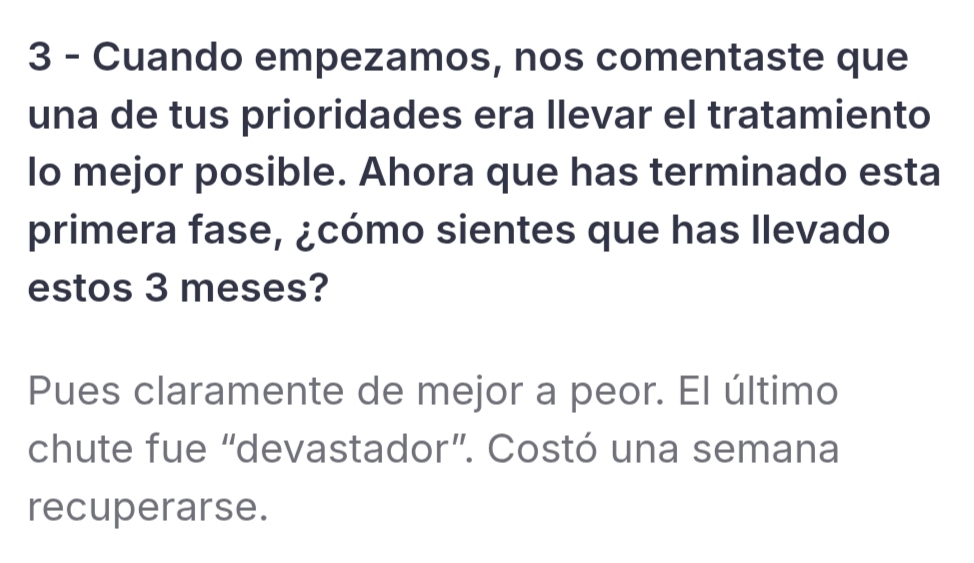 3 - Cuando empezamos, nos comentaste que
una de tus prioridades era llevar el tratamiento
lo mejor posible. Ahora que has terminado esta
primera fase, ¿cómo sientes que has llevado
estos 3 meses?
Pues claramente de mejor a peor. El último
chute fue “devastador”. Costó una semana
recuperarse.